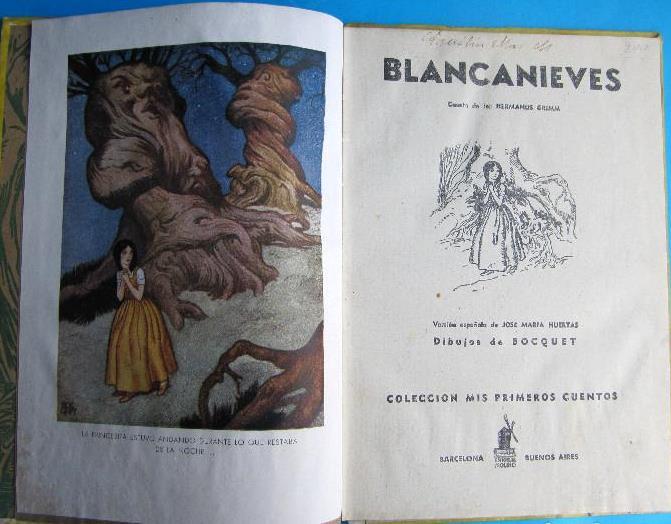 LA PRINCESITA ESTUVO ANDANDO DURANTE LO QUE RESTABA
DE LA NOCHE...
BLANCANIEVES
Cuento de los HERMANOS GRIMM
Versión española de JOSE MARIA HUERTAS
Dibujos de BOCQUET
COLECCION MIS PRIMEROS CUENTOS
BARCELONA
BUENOS AIRES
MOLINO